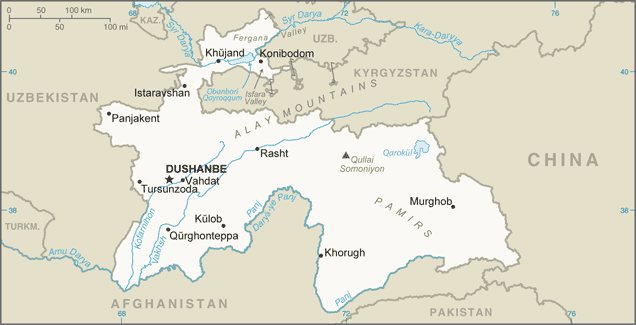 0 50 100 km
0 50 100 mi
68
72
KAZ.
Syr Darya
Fergana
Valley
Syr Darya
UZB.
Kara-Dar'ya
Khŭjand
Konibodom
40
40
Obanbori
Qayroqqum
Isfara
Valley
KYRGYZSTAN
Istaravshan
UZBEKISTAN
Panjakent
ALAY MOUNTAINS
Rasht
Qullai
Somoniyon
Qarokŭl
CHINA
DUSHANBE
Vahdat
Tursunzoda
Murghob
PAMIRS
38
38
Kŭlob
Panj
Darya-ye Panj
Kofarnihon
Vakhsh
Qŭrghonteppa
TURKM.
Amu Darya
Khorugh
Panj
AFGHANISTAN
PAKISTAN
68
72